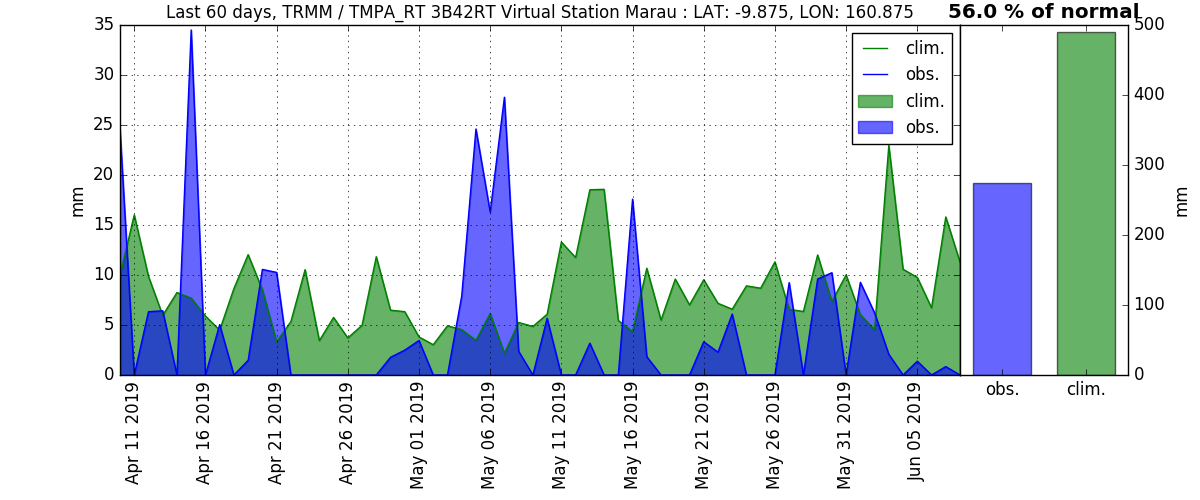 Last 60 days, TRMM / TMPA_RT 3B42RT Virtual Station Marau : LAT: -9.875, LON: 160.875
56.0 % of normal
35
30
25
20
15
10
5
0
mm
clim.
obs.
clim.
obs.
500
400
300
200
100
0
mm
obs.
clim.
Apr 11 2019
Apr 16 2019
Apr 21 2019
Apr 26 2019
May 01 2019
May 06 2019
May 11 2019
May 16 2019
May 21 2019
May 26 2019
May 31 2019
Jun 05 2019